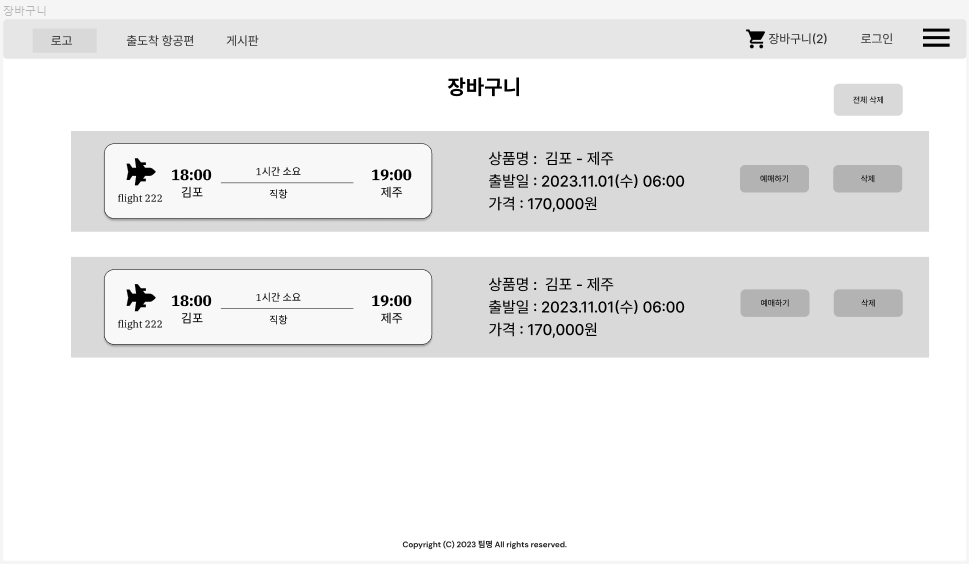 장바구니
로고 출도착 항공편 게시판 장바구니(2) 로그인
장바구니
전체 삭제
18:00 1시간 소요 19:00
김포 직항 제주
flight 222
상품명 : 김포 - 제주
출발일 : 2023.11.01(수) 06:00
가격 : 170,000원
예매하기 삭제
18:00 1시간 소요 19:00
김포 직항 제주
flight 222
상품명 : 김포 - 제주
출발일 : 2023.11.01(수) 06:00
가격 : 170,000원
예매하기 삭제
Copyright (C) 2023 팀명 All rights reserved.